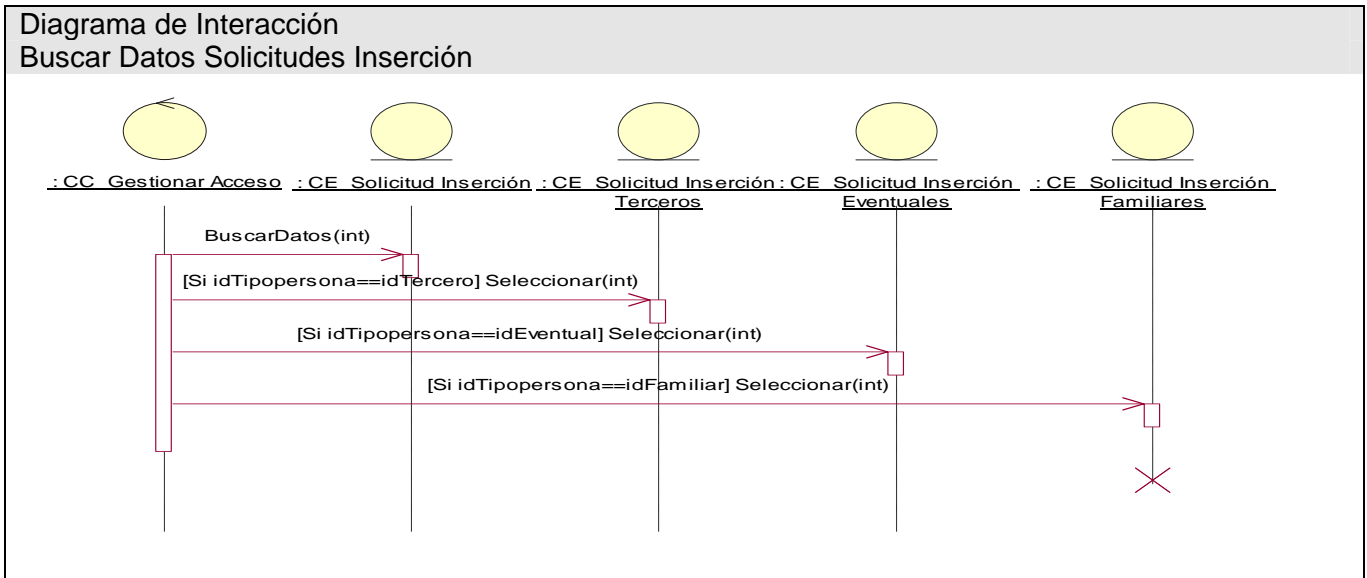 Diagrama de Interacción
Buscar Datos Solicitudes Inserción
: CC_Gestionar Acceso
: CE_Solicitud Inserción
: CE_Solicitud Inserción
Terceros
: CE_Solicitud Inserción
Eventuales
: CE_Solicitud Inserción
Familiares
BuscarDatos(int)
[Si idTipopersona==idTercero] Seleccionar(int)
[Si idTipopersona==idEventual] Seleccionar(int)
[Si idTipopersona==idFamiliar] Seleccionar(int)